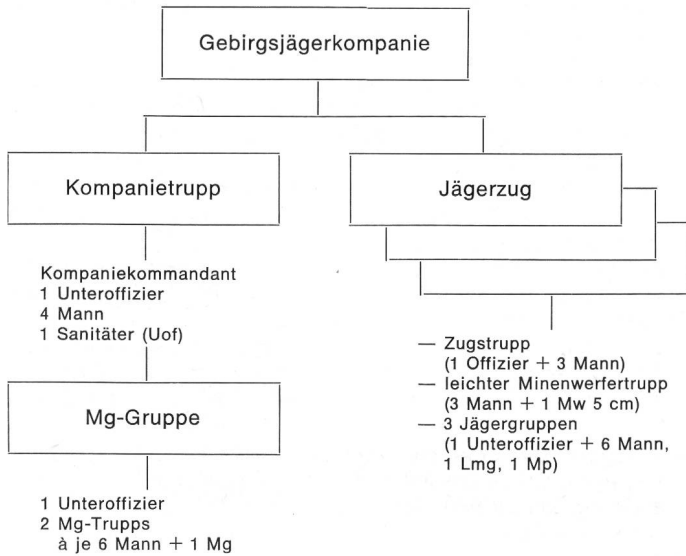 Gebirgsjägerkompanie
Kompanietrupp
Kompaniekommandant
1 Unteroffizier
4 Mann
1 Sanitäter (Uof)
Mg-Gruppe
1 Unteroffizier
2 Mg-Trupps
à je 6 Mann + 1 Mg
Jägerzug
— Zugstrupp
(1 Offizier + 3 Mann)
— leichter Minenwerfertrupp
(3 Mann + 1 Mw 5 cm)
— 3 Jägergruppen
(1 Unteroffizier + 6 Mann,
1 Lmg, 1 Mp)